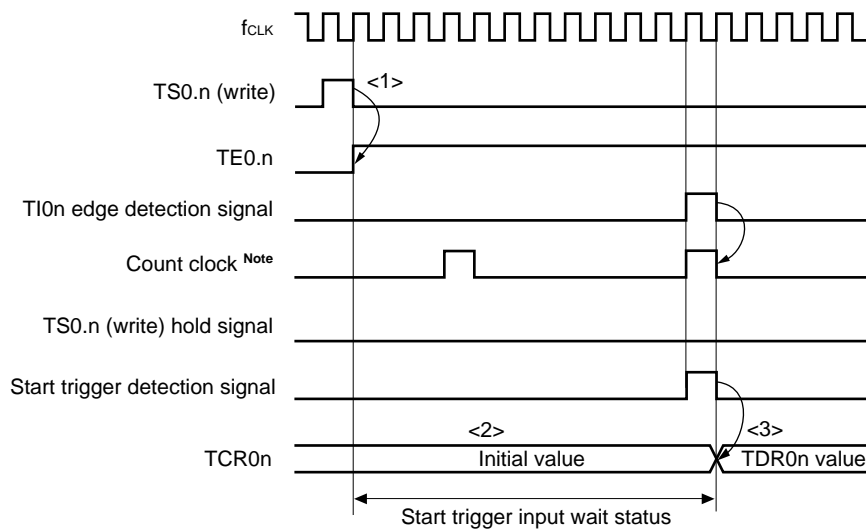 fCLK
TS0.n (write)
<1>
TE0.n
TI0n edge detection signal
Count clock Note
TS0.n (write) hold signal
Start trigger detection signal
<2>
<3>
TCR0n
Initial value
TDR0n value
Start trigger input wait status